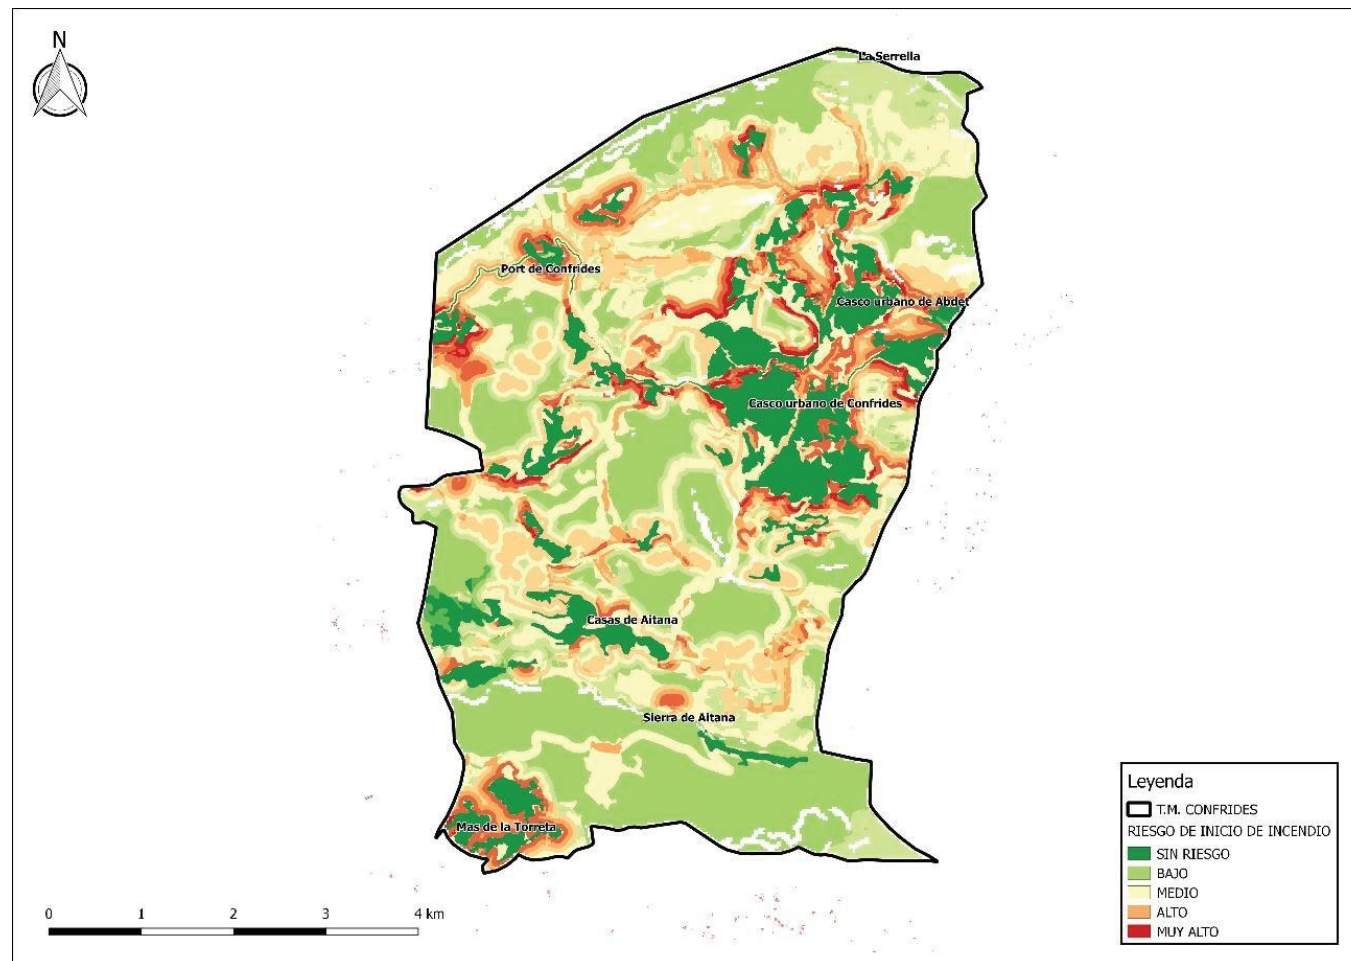 N
La Serrella
Port de Confrides
Casco urbano de Abdet
Casco urbano de Confrides
Casas de Aitana
Sierra de Aitana
Mas de la Torreta
0 1 2 3 4 km
Leyenda
T.M. CONFRIDES
RIESGO DE INICIO DE INCENDIO
SIN RIESGO
BAJO
MEDIO
ALTO
MUY ALTO